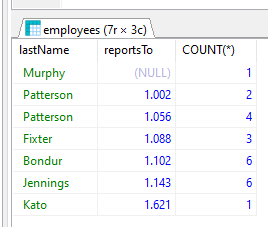 employees (7r × 3c)
lastName reportsTo COUNT(*)
Murphy (NULL) 1
Patterson 1.002 2
Patterson 1.056 4
Fixter 1.088 3
Bondur 1.102 6
Jennings 1.143 6
Kato 1.621 1